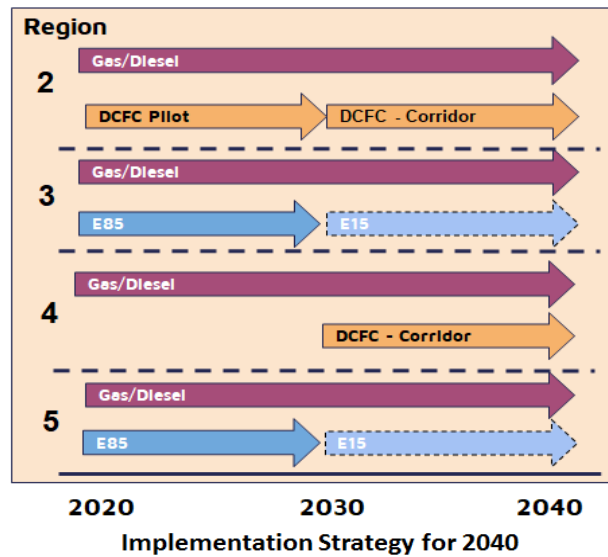 Region
2
Gas/Diesel
DCFC Pilot
DCFC - Corridor
3
Gas/Diesel
E85
E15
4
Gas/Diesel
DCFC - Corridor
5
Gas/Diesel
E85
E15
2020 2030 2040
Implementation Strategy for 2040